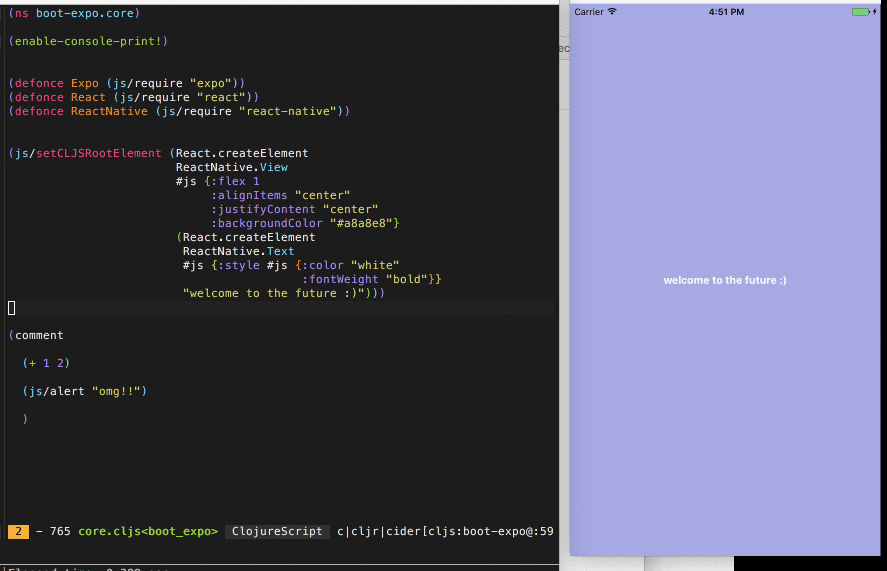 (ns boot-expo.core)
(enable-console-print!)
(defonce Expo (js/require "expo"))
(defonce React (js/require "react"))
(defonce ReactNative (js/require "react-native"))
(js/setCLJSRootElement (React.createElement
ReactNative.View
#js {:flex 1
:alignItems "center"
:justifyContent "center"
:backgroundColor "#a8a8e8"}
(React.createElement
ReactNative.Text
#js {:style #js {:color "white"
:fontWeight "bold"}}
"welcome to the future :)")))
(comment
(+ 1 2)
(js/alert "omg!!")
)
2 - 765 core.cljs<boot_expo> ClojureScript c|cljr|cider[cljs:boot-expo@:59
Carrier 4:51 PM
welcome to the future :)